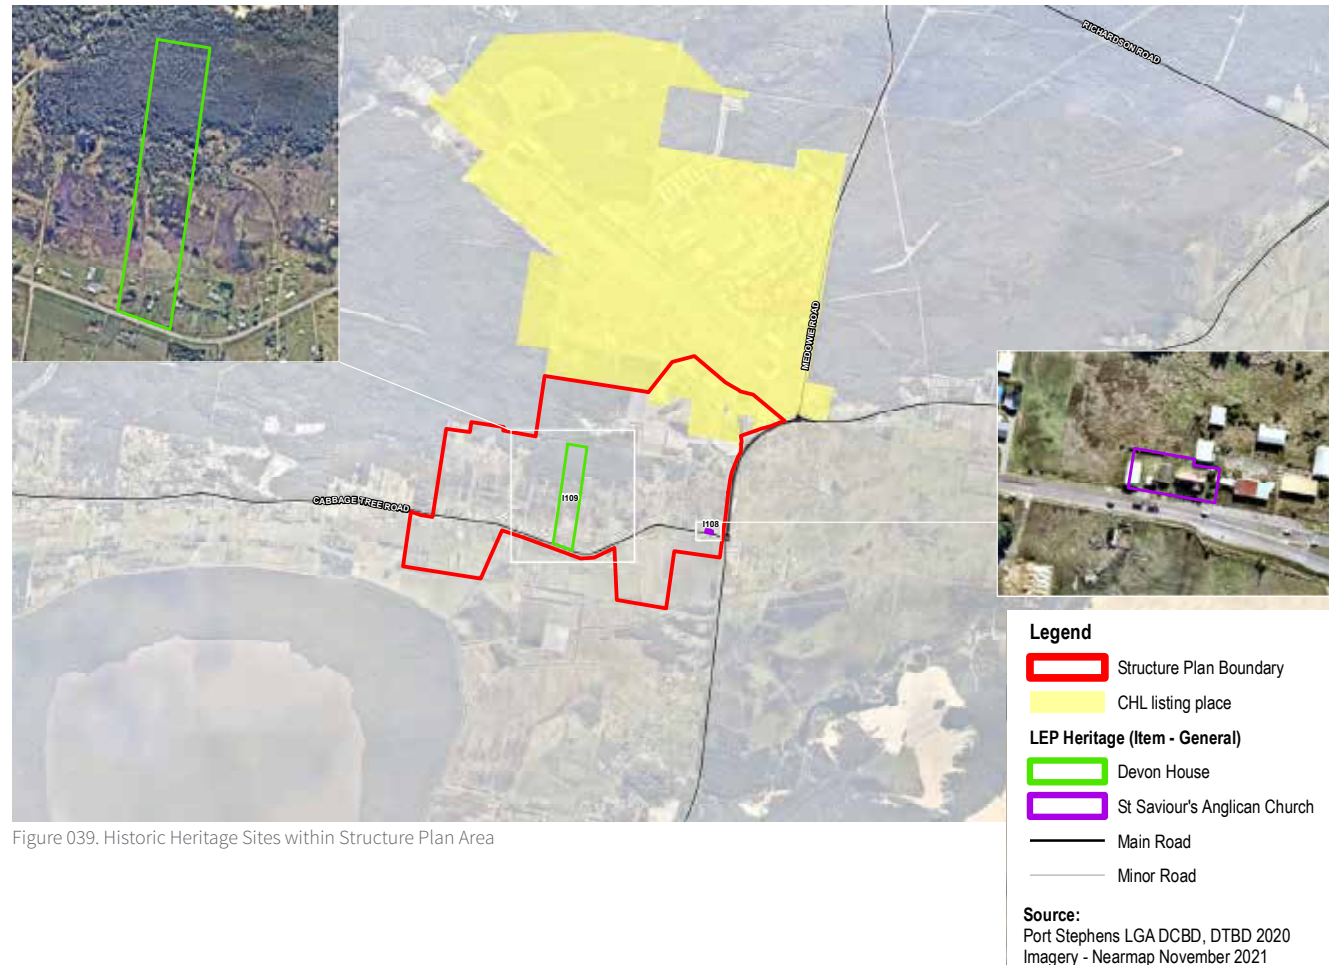 RICHARDSON ROAD
MEDOWIE ROAD
CABBAGE TREE ROAD
I109
I108
Legend
Structure Plan Boundary
CHL listing place
LEP Heritage (Item - General)
Devon House
St Saviour's Anglican Church
Main Road
Minor Road
Source:
Port Stephens LGA DCBD, DTBD 2020
Imagery - Nearmap November 2021
Figure 039. Historic Heritage Sites within Structure Plan Area